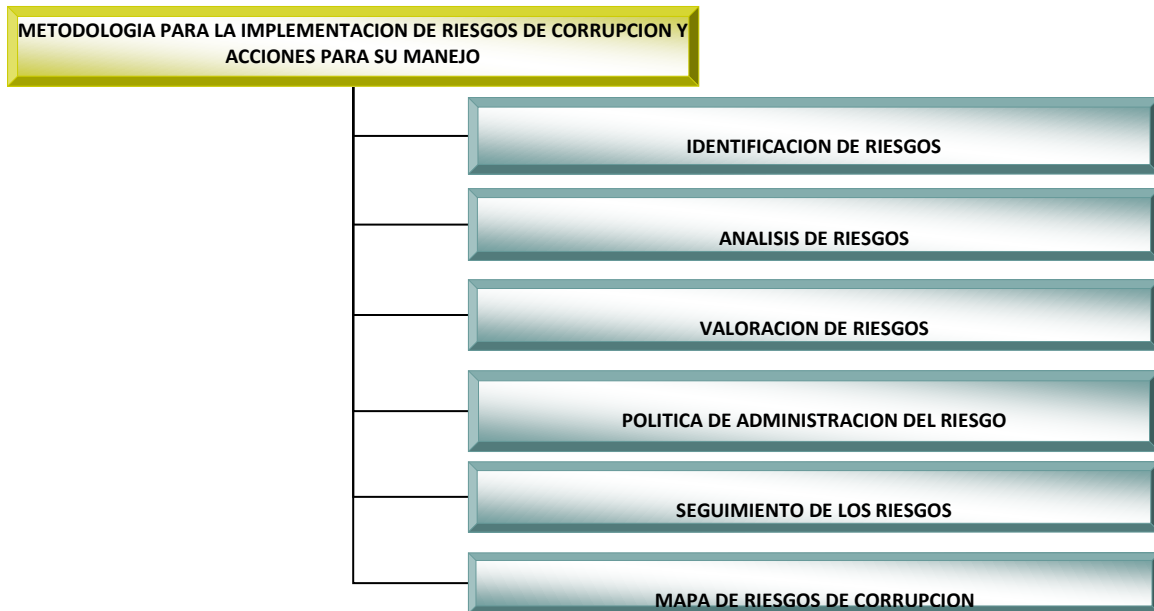 METODOLOGIA PARA LA IMPLEMENTACION DE RIESGOS DE CORRUPCION Y
ACCIONES PARA SU MANEJO
IDENTIFICACION DE RIESGOS
ANALISIS DE RIESGOS
VALORACION DE RIESGOS
POLITICA DE ADMINISTRACION DEL RIESGO
SEGUIMIENTO DE LOS RIESGOS
MAPA DE RIESGOS DE CORRUPCION